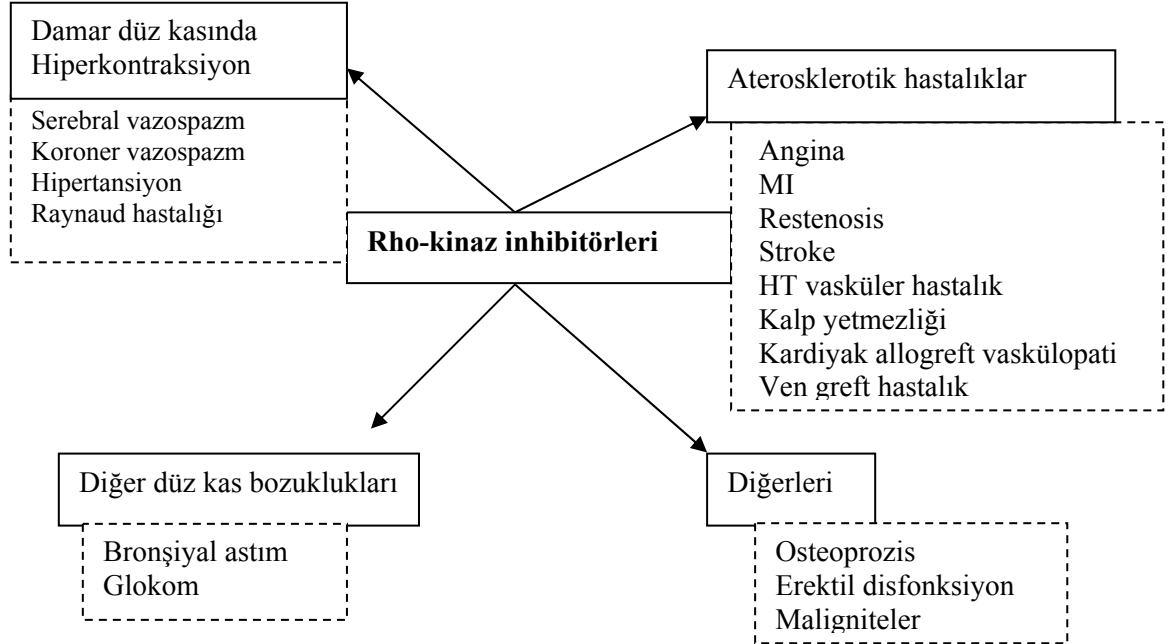 Damar düz kasında
Hiperkontraksiyon
Serebral vazospazm
Koroner vazospazm
Hipertansiyon
Raynaud hastalığı
Aterosklerotik hastalıklar
Angina
MI
Restenosis
Stroke
HT vasküler hastalık
Kalp yetmezliği
Kardiyak allogreft vaskülopati
Ven greft hastalık
Rho-kinaz inhibitörleri
Diğer düz kas bozuklukları
Bronşiyal astım
Glokom
Diğerleri
Osteoprozis
Erektil disfonksiyon
Maligniteler